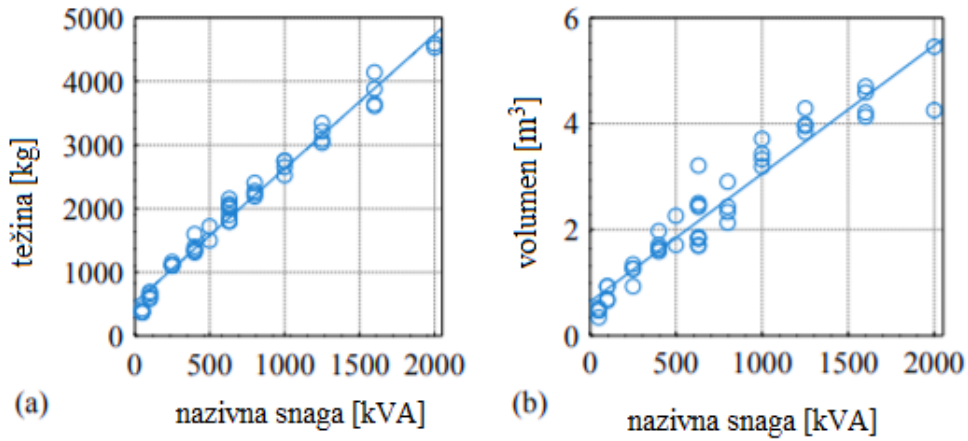 5000
4000
3000
2000
1000
0
težina [kg]
0 500 1000 1500 2000
(a) nazivna snaga [kVA]
6
4
2
0
volumen [m³]
0 500 1000 1500 2000
(b) nazivna snaga [kVA]